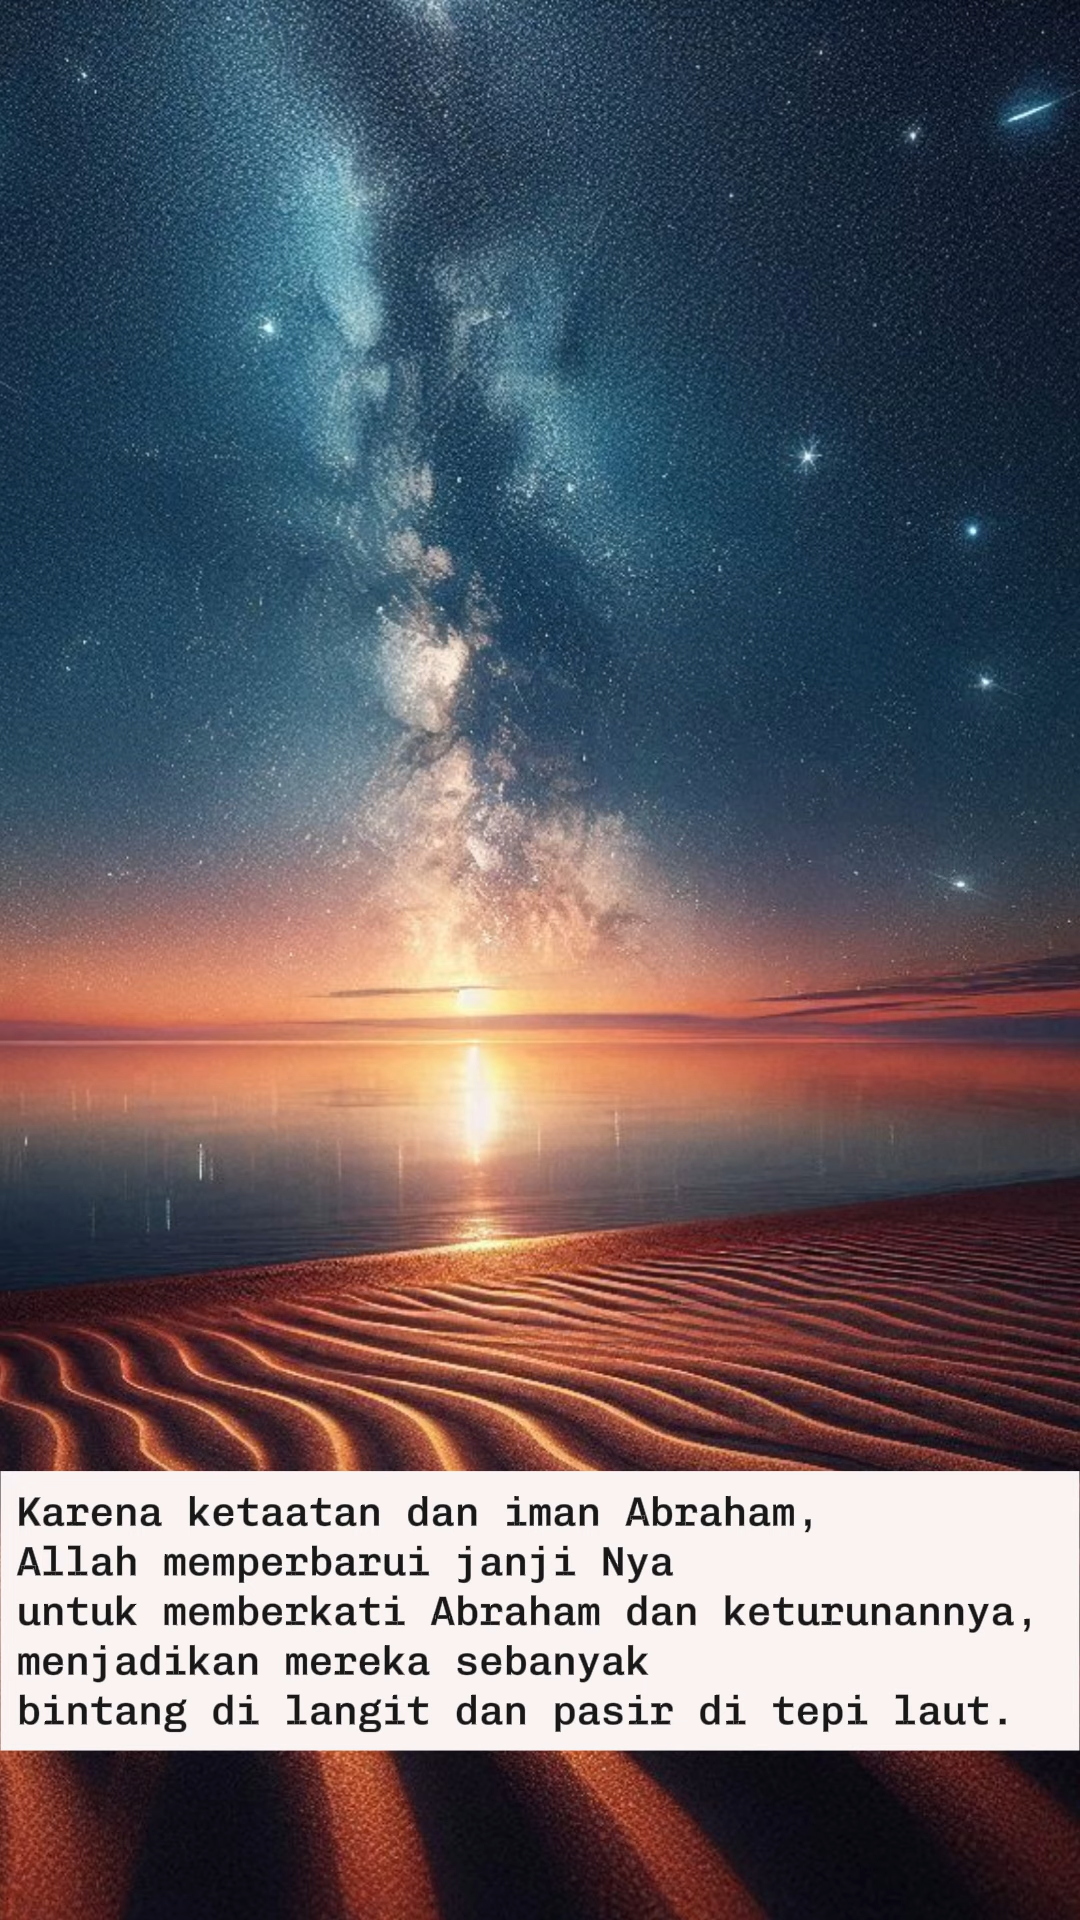 Karena ketaatan dan iman Abraham,
Allah memperbarui janji Nya
untuk memberkati Abraham dan keturunannya,
menjadikan mereka sebanyak
bintang di langit dan pasir di tepi laut.